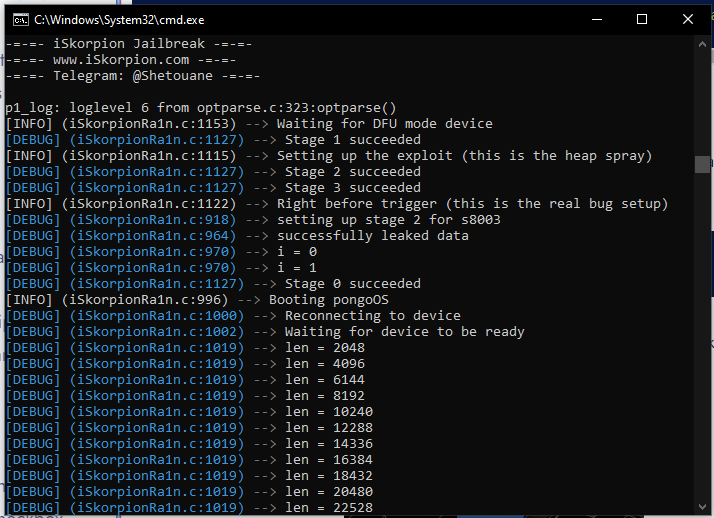 C:\Windows\System32\cmd.exe
-=-=- iSkorpion Jailbreak -=-=-
-=-=- www.iSkorpion.com -=-=-
-=-=- Telegram: @Shetouane -=-=-
p1_log: loglevel 6 from optparse.c:323:optparse()
[INFO] (iSkorpionRa1n.c:1153) --> Waiting for DFU mode device
[DEBUG] (iSkorpionRa1n.c:1127) --> Stage 1 succeeded
[INFO] (iSkorpionRa1n.c:1115) --> Setting up the exploit (this is the heap spray)
[DEBUG] (iSkorpionRa1n.c:1127) --> Stage 2 succeeded
[DEBUG] (iSkorpionRa1n.c:1127) --> Stage 3 succeeded
[INFO] (iSkorpionRa1n.c:1122) --> Right before trigger (this is the real bug setup)
[DEBUG] (iSkorpionRa1n.c:918) --> setting up stage 2 for s8003
[DEBUG] (iSkorpionRa1n.c:964) --> successfully leaked data
[DEBUG] (iSkorpionRa1n.c:970) --> i = 0
[DEBUG] (iSkorpionRa1n.c:970) --> i = 1
[DEBUG] (iSkorpionRa1n.c:1127) --> Stage 0 succeeded
[INFO] (iSkorpionRa1n.c:996) --> Booting pongoOS
[DEBUG] (iSkorpionRa1n.c:1000) --> Reconnecting to device
[DEBUG] (iSkorpionRa1n.c:1002) --> Waiting for device to be ready
[DEBUG] (iSkorpionRa1n.c:1019) --> len = 2048
[DEBUG] (iSkorpionRa1n.c:1019) --> len = 4096
[DEBUG] (iSkorpionRa1n.c:1019) --> len = 6144
[DEBUG] (iSkorpionRa1n.c:1019) --> len = 8192
[DEBUG] (iSkorpionRa1n.c:1019) --> len = 10240
[DEBUG] (iSkorpionRa1n.c:1019) --> len = 12288
[DEBUG] (iSkorpionRa1n.c:1019) --> len = 14336
[DEBUG] (iSkorpionRa1n.c:1019) --> len = 16384
[DEBUG] (iSkorpionRa1n.c:1019) --> len = 18432
[DEBUG] (iSkorpionRa1n.c:1019) --> len = 20480
[DEBUG] (iSkorpionRa1n.c:1019) --> len = 22528